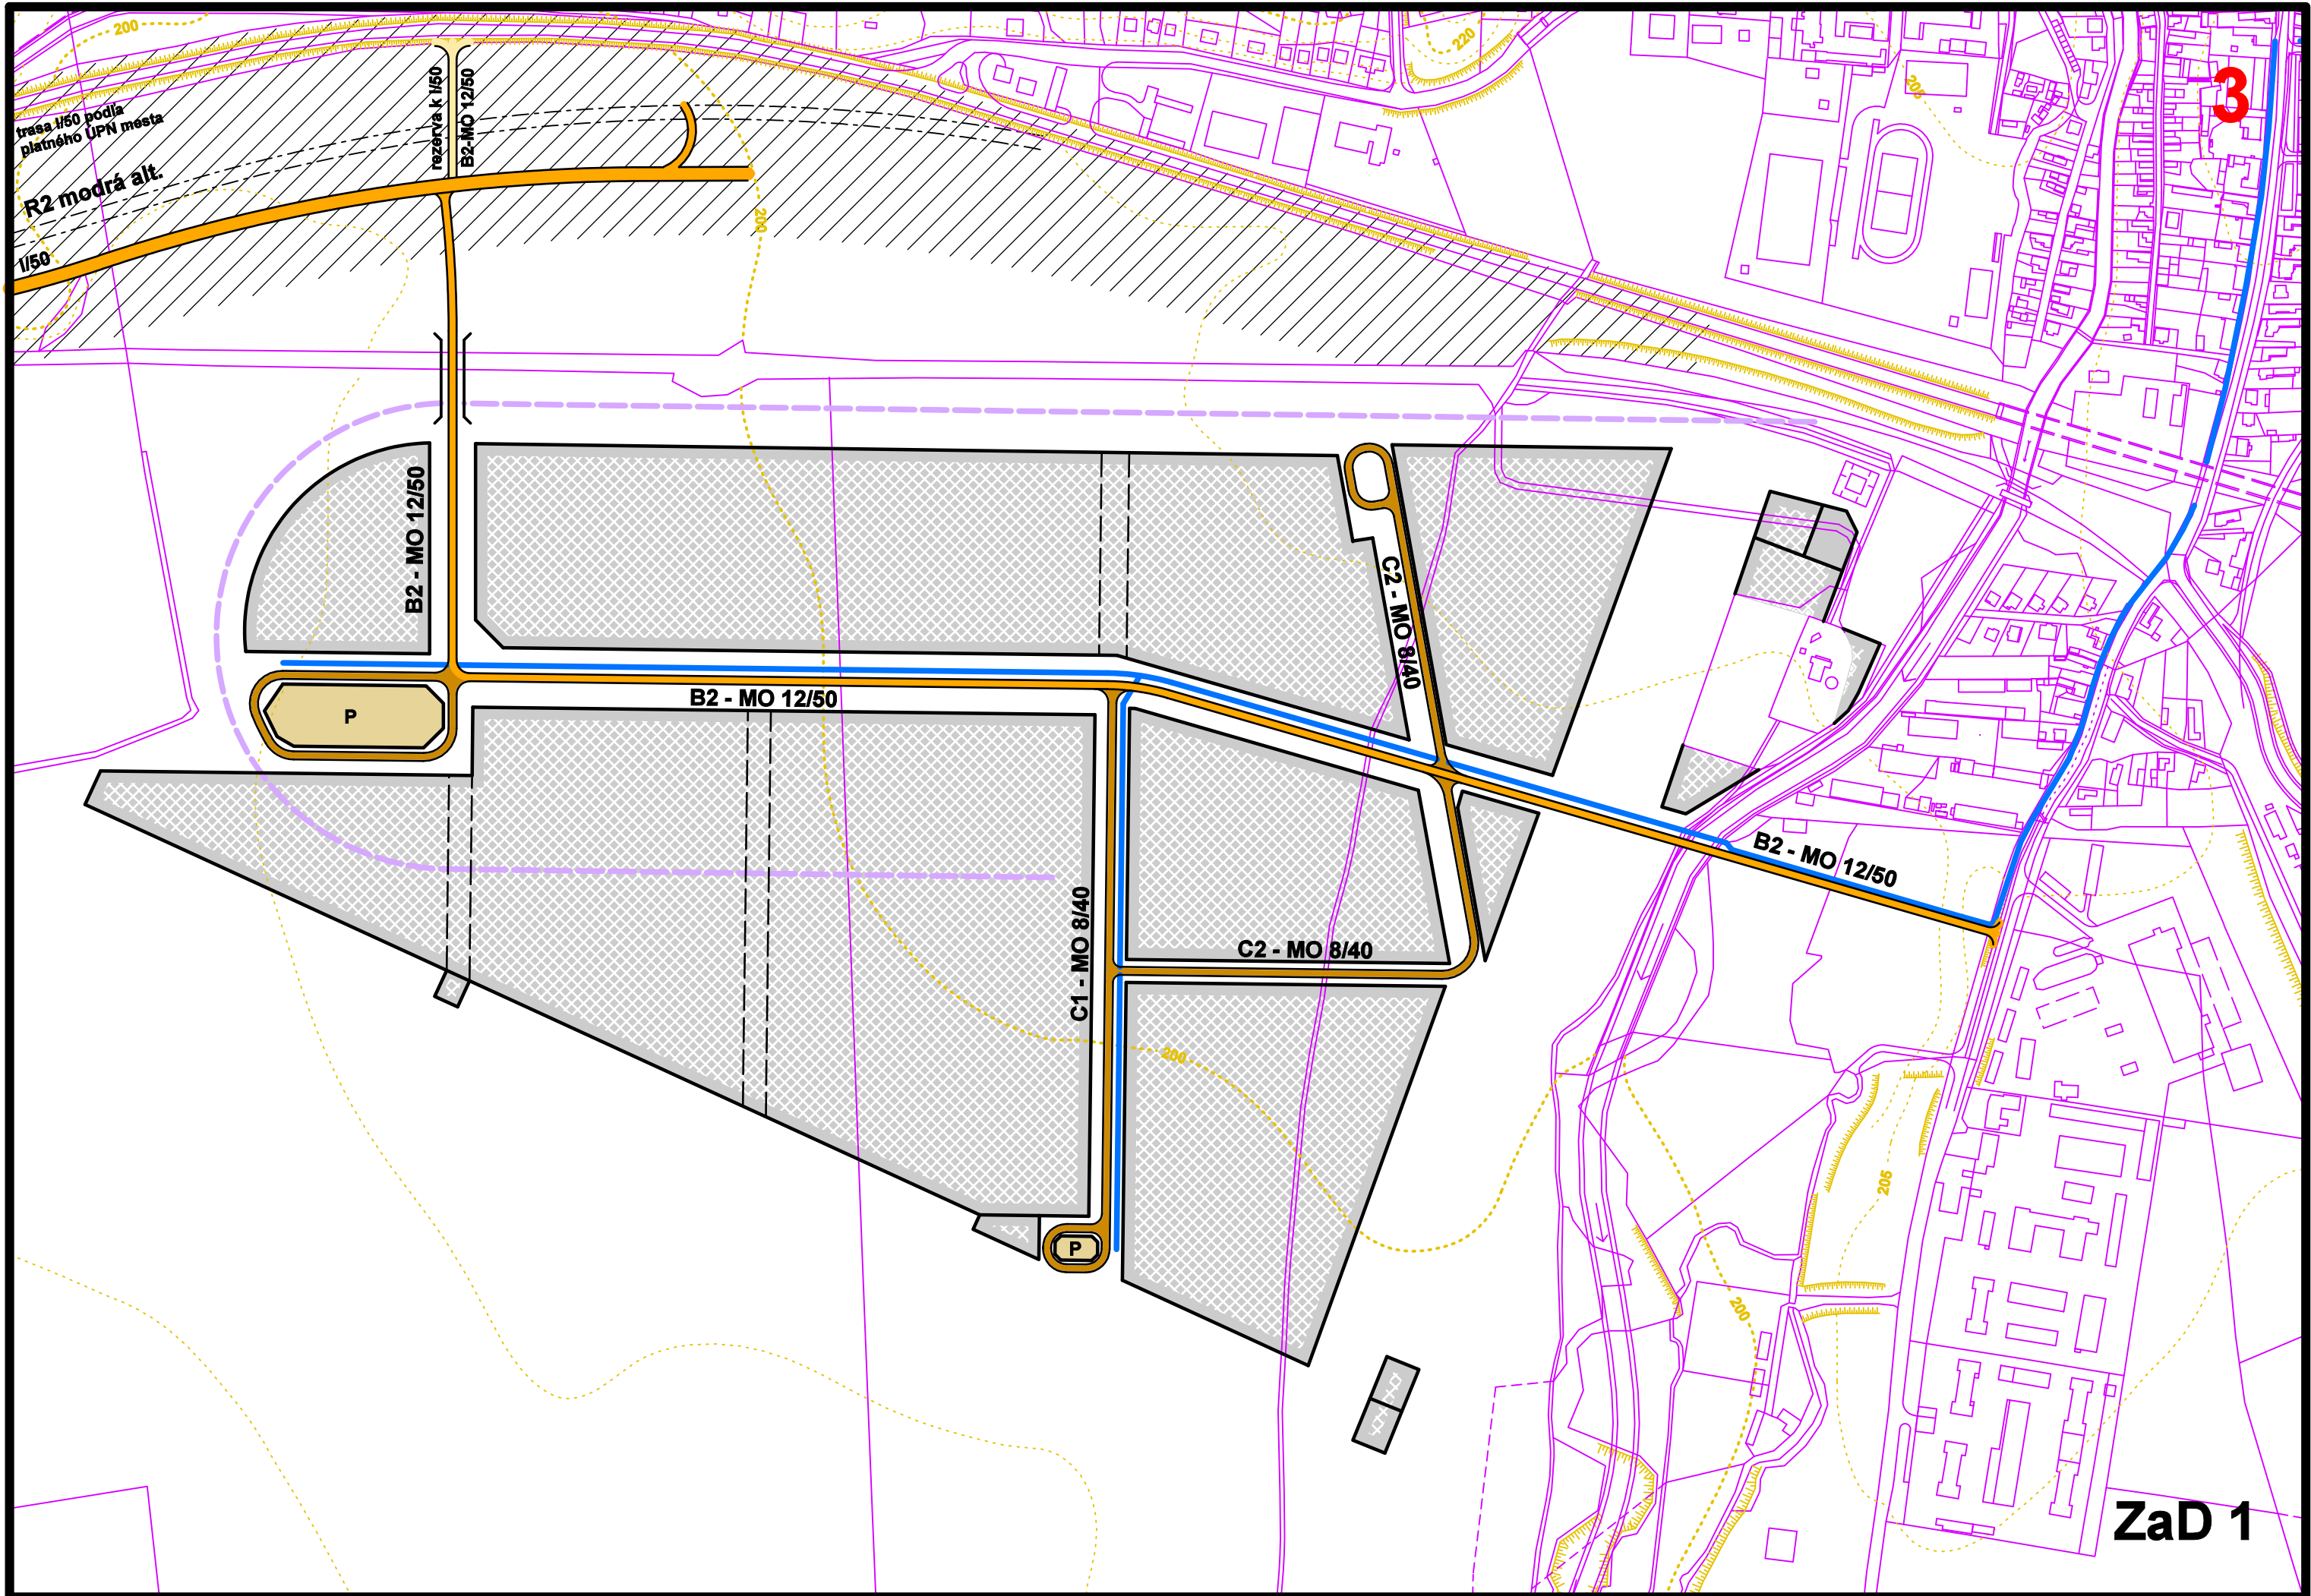 200
220
205
3
trasa I/50 podľa
platného ÚPN mesta
rezerva k I/50
B2-MO 12/50
R2 modrá alt.
I/50
200
B2 - MO 12/50
C2 - MO 8/40
B2 - MO 12/50
P
B2 - MO 12/50
C1 - MO 8/40
C2 - MO 8/40
200
205
P
200
ZaD 1